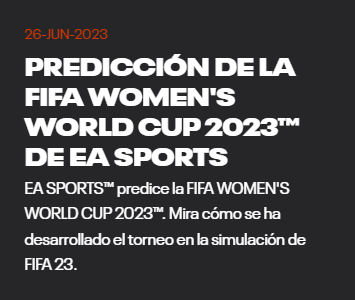 26-JUN-2023
PREDICCIÓN DE LA
FIFA WOMEN'S
WORLD CUP 2023™
DE EA SPORTS
EA SPORTS™ predice la FIFA WOMEN'S
WORLD CUP 2023™. Mira cómo se ha
desarrollado el torneo en la simulación de
FIFA 23.